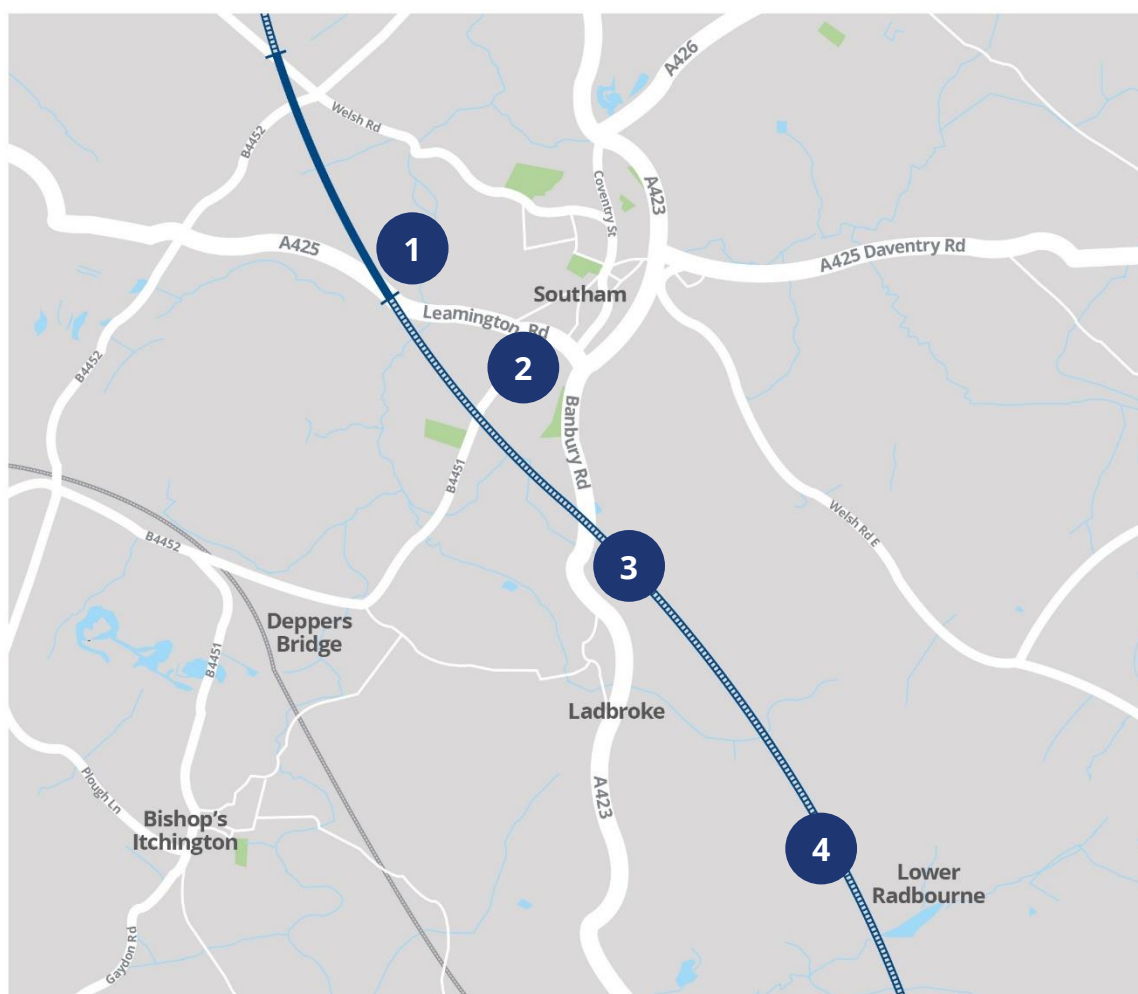 A426
Welsh Rd
B4452
Coventry St
A423
A425
1
A425 Daventry Rd
Southam
Leamington Rd
2
B4452
Banbury Rd
B4451
Welsh Rd E
B4452
3
Deppers
Bridge
B4451
Ladbroke
Plough Ln
A423
Bishop's
Itchington
4
Lower
Radbourne
Gaydon Rd